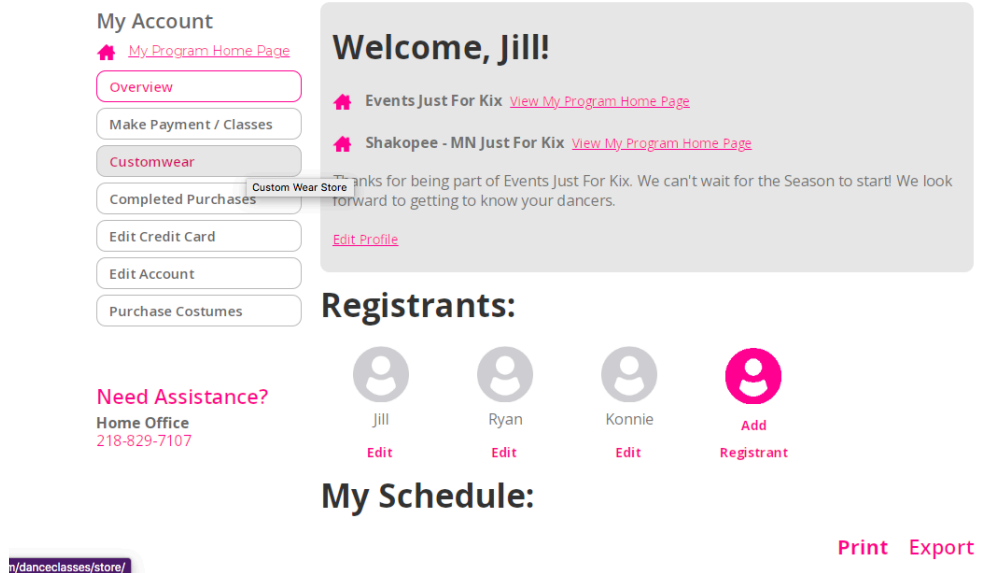 My Account
My Program Home Page
Overview
Make Payment / Classes
Customwear
Custom Wear Store
Completed Purchases
Edit Credit Card
Edit Account
Purchase Costumes
Need Assistance?
Home Office
218-829-7107
Welcome, Jill!
Events Just For Kix View My Program Home Page
Shakopee - MN Just For Kix View My Program Home Page
Thanks for being part of Events Just For Kix. We can't wait for the Season to start! We look
forward to getting to know your dancers.
Edit Profile
Registrants:
Jill Ryan Konnie Add
Edit Edit Edit Registrant
My Schedule:
Print Export
m/danceclasses/store/